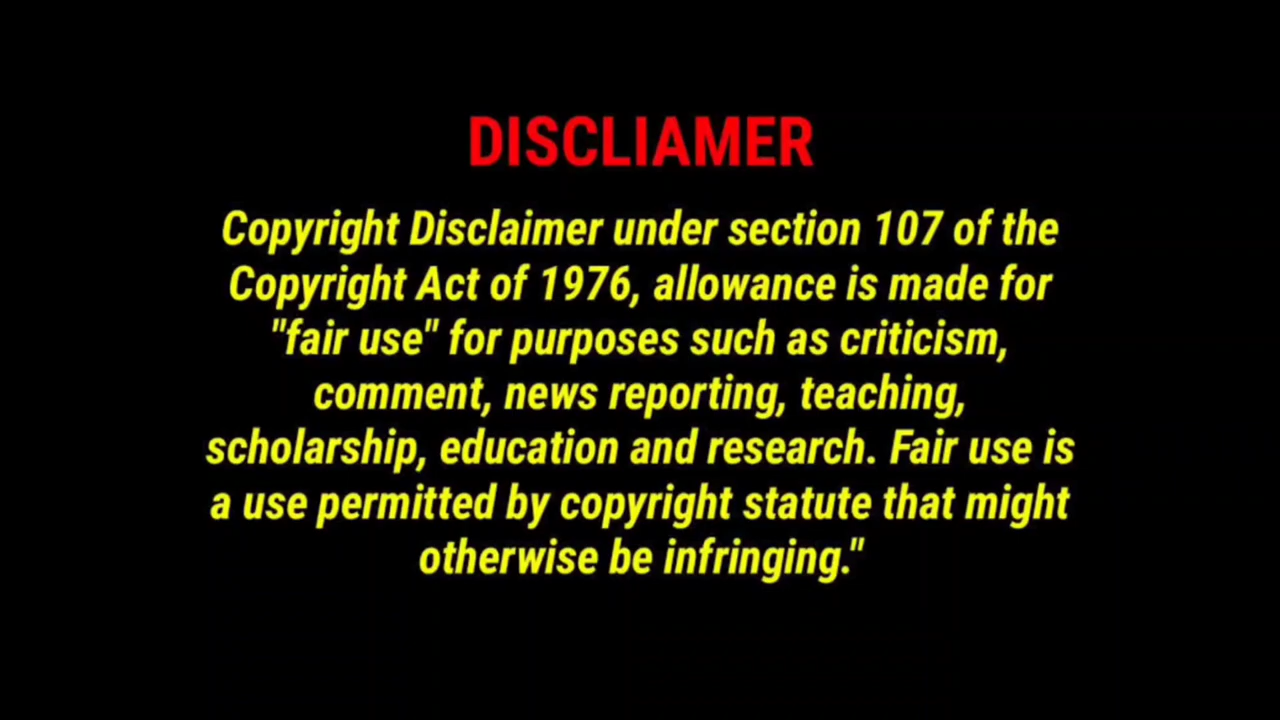 DISCLIAMER
Copyright Disclaimer under section 107 of the
Copyright Act of 1976, allowance is made for
"fair use" for purposes such as criticism,
comment, news reporting, teaching,
scholarship, education and research. Fair use is
a use permitted by copyright statute that might
otherwise be infringing."